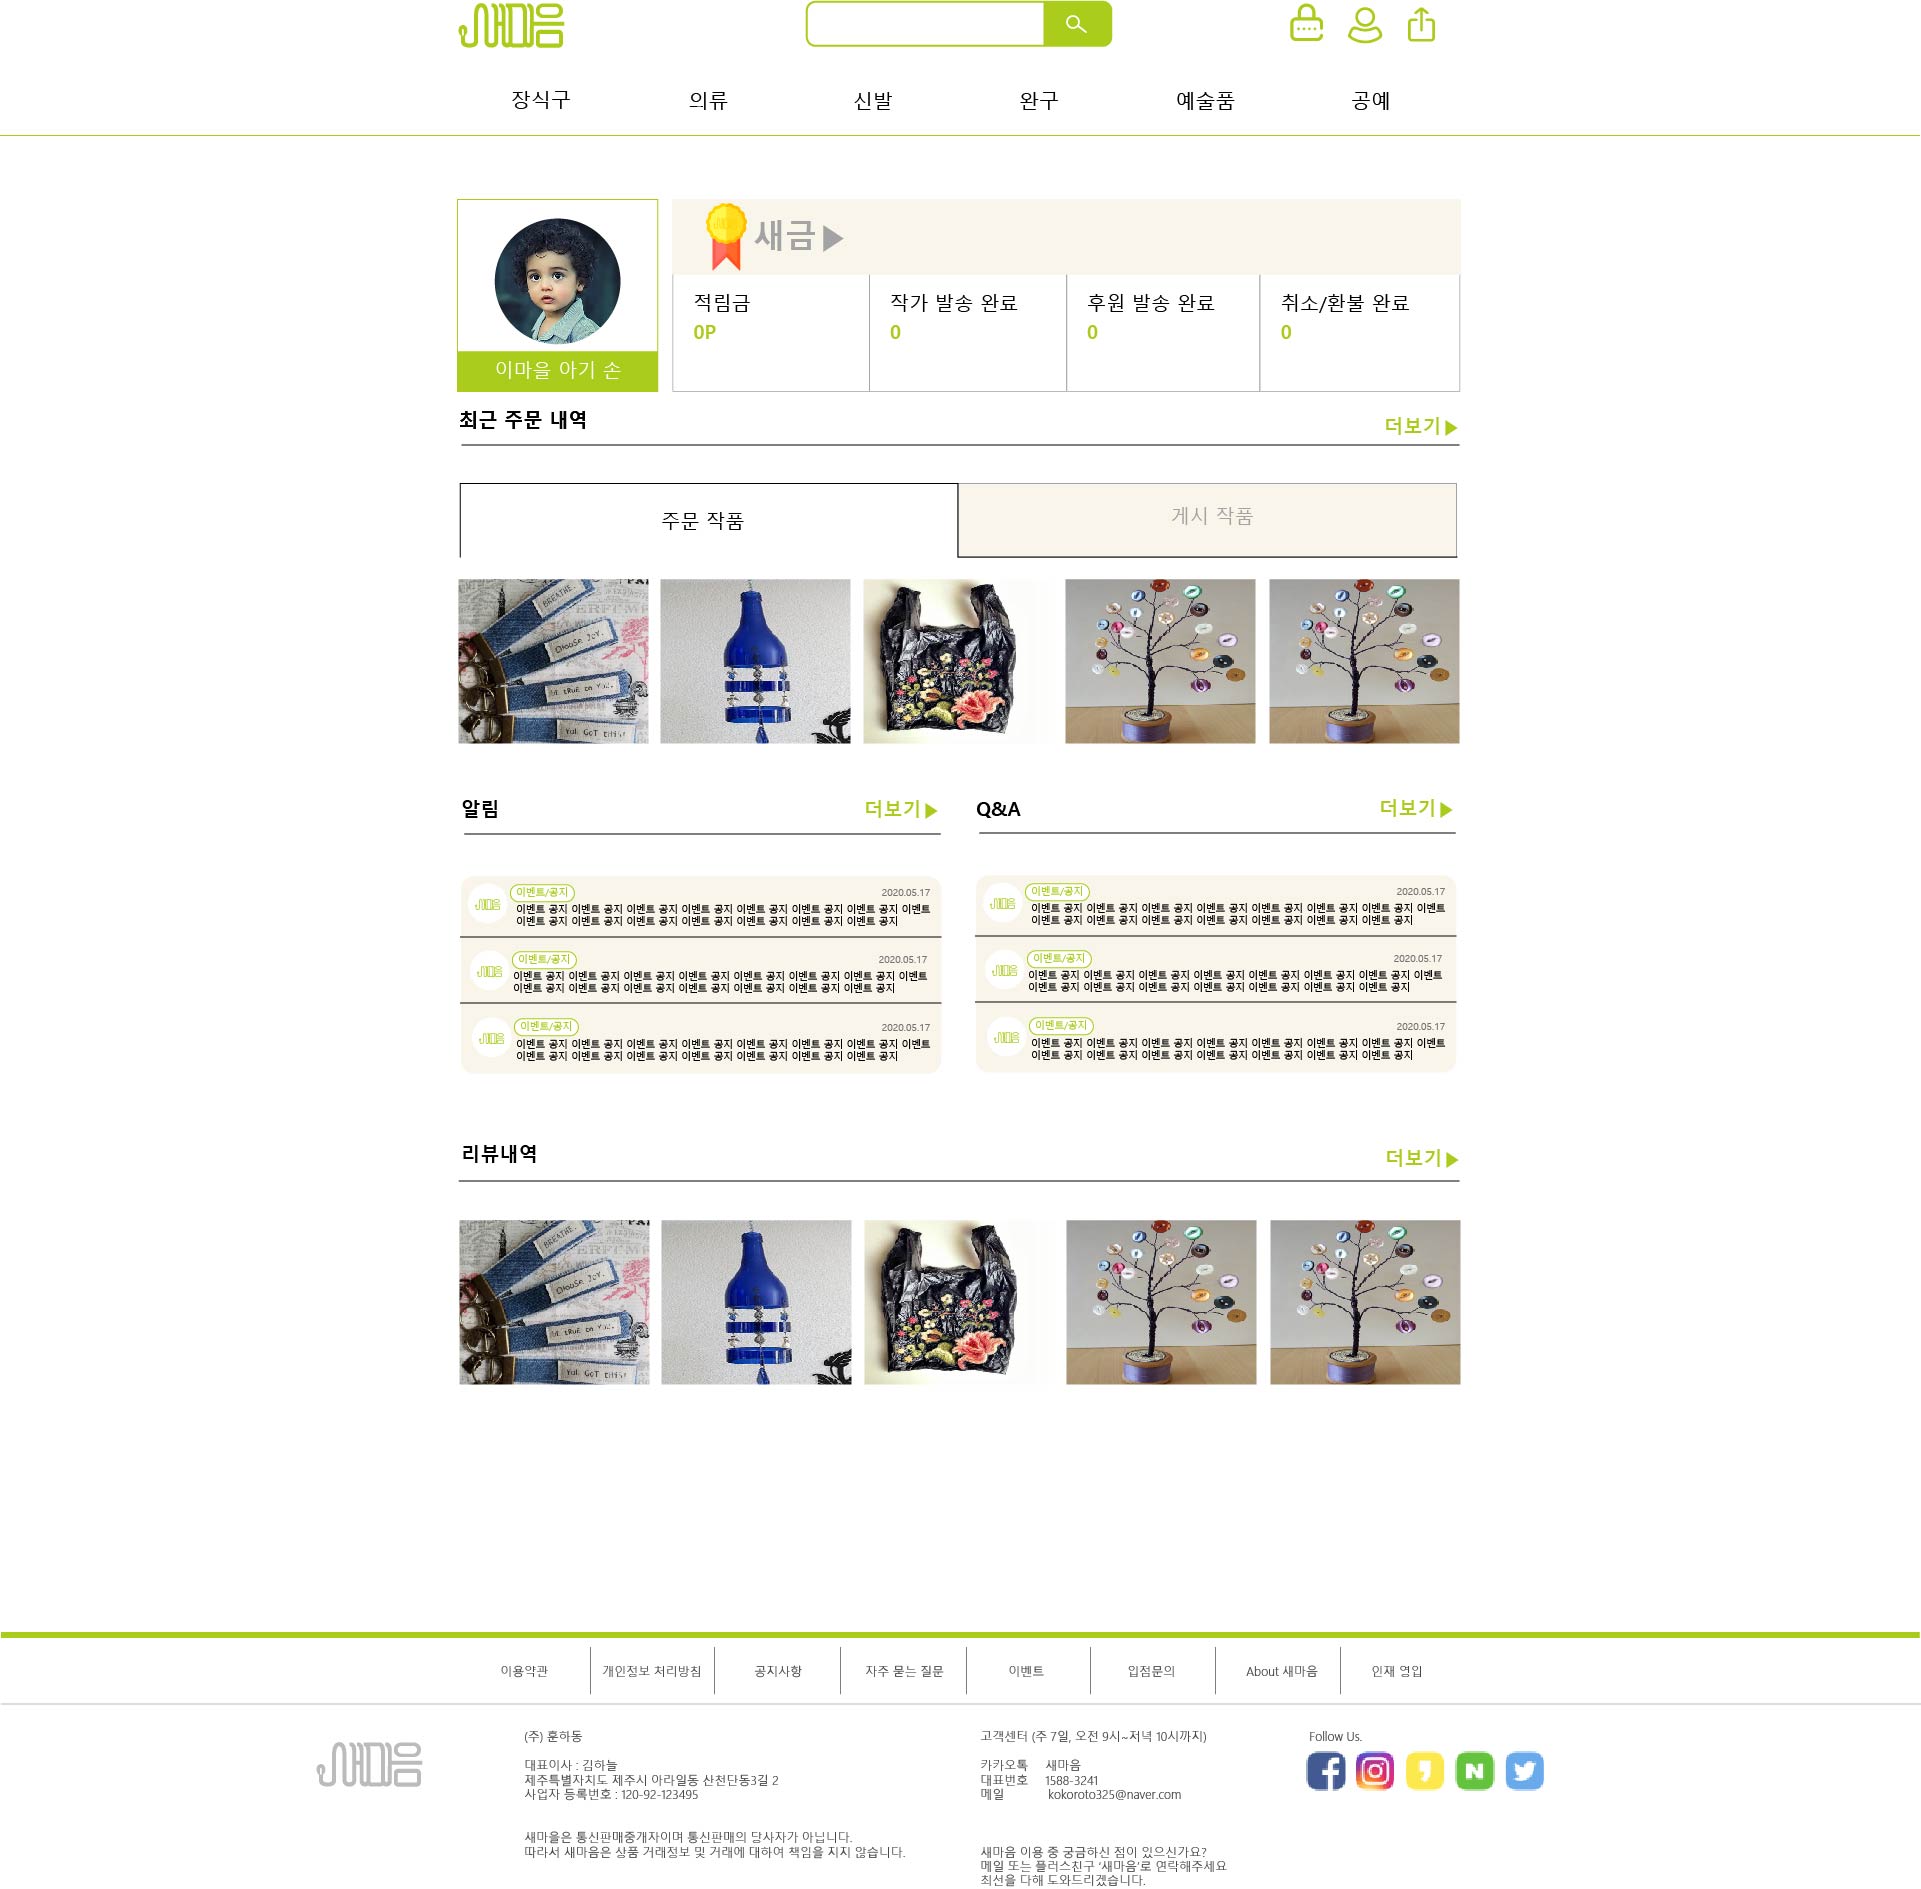 새마음
장식구 의류 신발 완구 예술품 공예
새금▶
적림금 작가 발송 완료 후원 발송 완료 취소/환불 완료
0P 0 0 0
이마을 아기 손
최근 주문 내역 더보기▶
주문 작품 게시 작품
BREATHE.
CHOOSE JOY.
BE TRUE to YOU.
You GOT THIS!
알림 더보기▶
이벤트/공지 2020.05.17
이벤트 공지 이벤트 공지 이벤트 공지 이벤트 공지 이벤트 공지 이벤트 공지 이벤트 공지 이벤트
이벤트 공지 이벤트 공지 이벤트 공지 이벤트 공지 이벤트 공지 이벤트 공지 이벤트 공지
이벤트/공지 2020.05.17
이벤트 공지 이벤트 공지 이벤트 공지 이벤트 공지 이벤트 공지 이벤트 공지 이벤트 공지 이벤트
이벤트 공지 이벤트 공지 이벤트 공지 이벤트 공지 이벤트 공지 이벤트 공지 이벤트 공지
이벤트/공지 2020.05.17
이벤트 공지 이벤트 공지 이벤트 공지 이벤트 공지 이벤트 공지 이벤트 공지 이벤트 공지 이벤트
이벤트 공지 이벤트 공지 이벤트 공지 이벤트 공지 이벤트 공지 이벤트 공지 이벤트 공지
Q&A 더보기▶
이벤트/공지 2020.05.17
이벤트 공지 이벤트 공지 이벤트 공지 이벤트 공지 이벤트 공지 이벤트 공지 이벤트 공지 이벤트
이벤트 공지 이벤트 공지 이벤트 공지 이벤트 공지 이벤트 공지 이벤트 공지 이벤트 공지
이벤트/공지 2020.05.17
이벤트 공지 이벤트 공지 이벤트 공지 이벤트 공지 이벤트 공지 이벤트 공지 이벤트 공지 이벤트
이벤트 공지 이벤트 공지 이벤트 공지 이벤트 공지 이벤트 공지 이벤트 공지 이벤트 공지
이벤트/공지 2020.05.17
이벤트 공지 이벤트 공지 이벤트 공지 이벤트 공지 이벤트 공지 이벤트 공지 이벤트 공지 이벤트
이벤트 공지 이벤트 공지 이벤트 공지 이벤트 공지 이벤트 공지 이벤트 공지 이벤트 공지
리뷰내역 더보기▶
BREATHE.
CHOOSE JOY.
BE TRUE to YOU.
You GOT THIS!
이용약관 개인정보 처리방침 공지사항 자주 묻는 질문 이벤트 입점문의 About 새마음 인재 영입
새마음
(주) 훈하동
대표이사 : 김하늘
제주특별자치도 제주시 아라일동 산천단동3길 2
사업자 등록번호 : 120-92-123495
새마을은 통신판매중개자이며 통신판매의 당사자가 아닙니다.
따라서 새마음은 상품 거래정보 및 거래에 대하여 책임을 지지 않습니다.
고객센터 (주 7일, 오전 9시~저녁 10시까지)
카카오톡 새마음
대표번호 1588-3241
메일 kokoroto325@naver.com
새마음 이용 중 궁금하신 점이 있으신가요?
메일 또는 플러스친구 '새마음'로 연락해주세요
최선을 다해 도와드리겠습니다.
Follow Us.